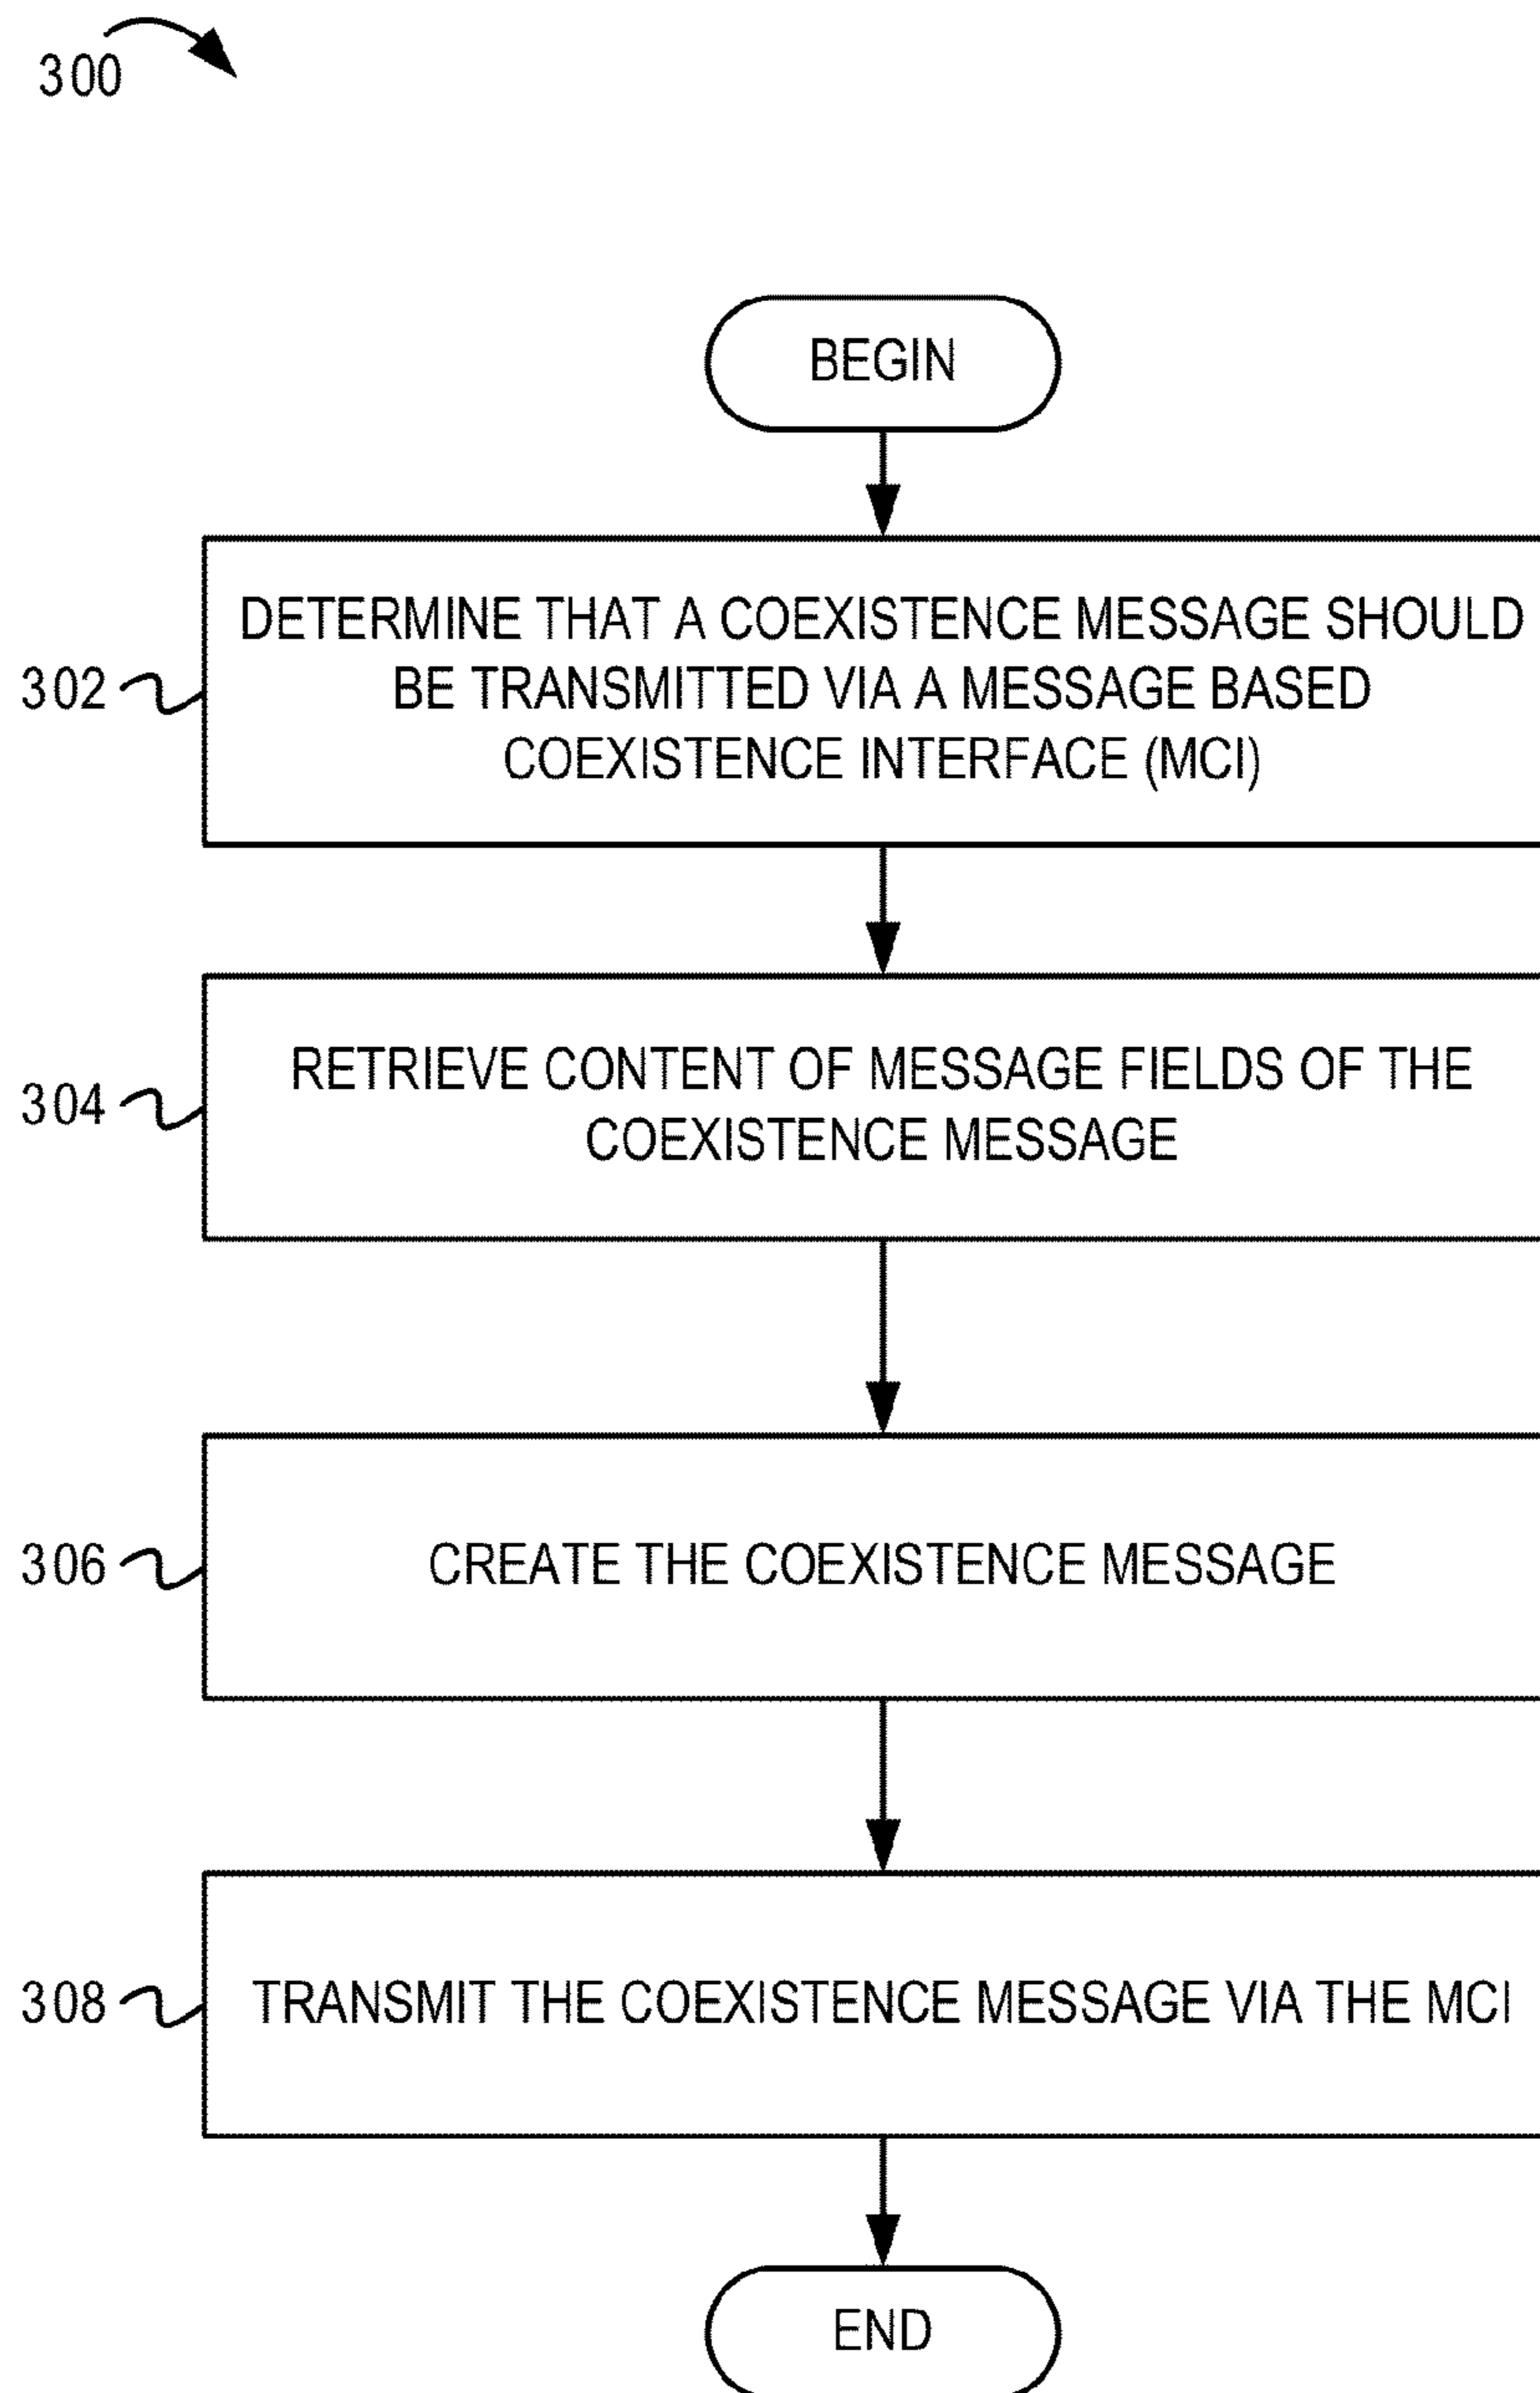 300
BEGIN
302
DETERMINE THAT A COEXISTENCE MESSAGE SHOULD
BE TRANSMITTED VIA A MESSAGE BASED
COEXISTENCE INTERFACE (MCI)
304
RETRIEVE CONTENT OF MESSAGE FIELDS OF THE
COEXISTENCE MESSAGE
306
CREATE THE COEXISTENCE MESSAGE
308
TRANSMIT THE COEXISTENCE MESSAGE VIA THE MCI
END